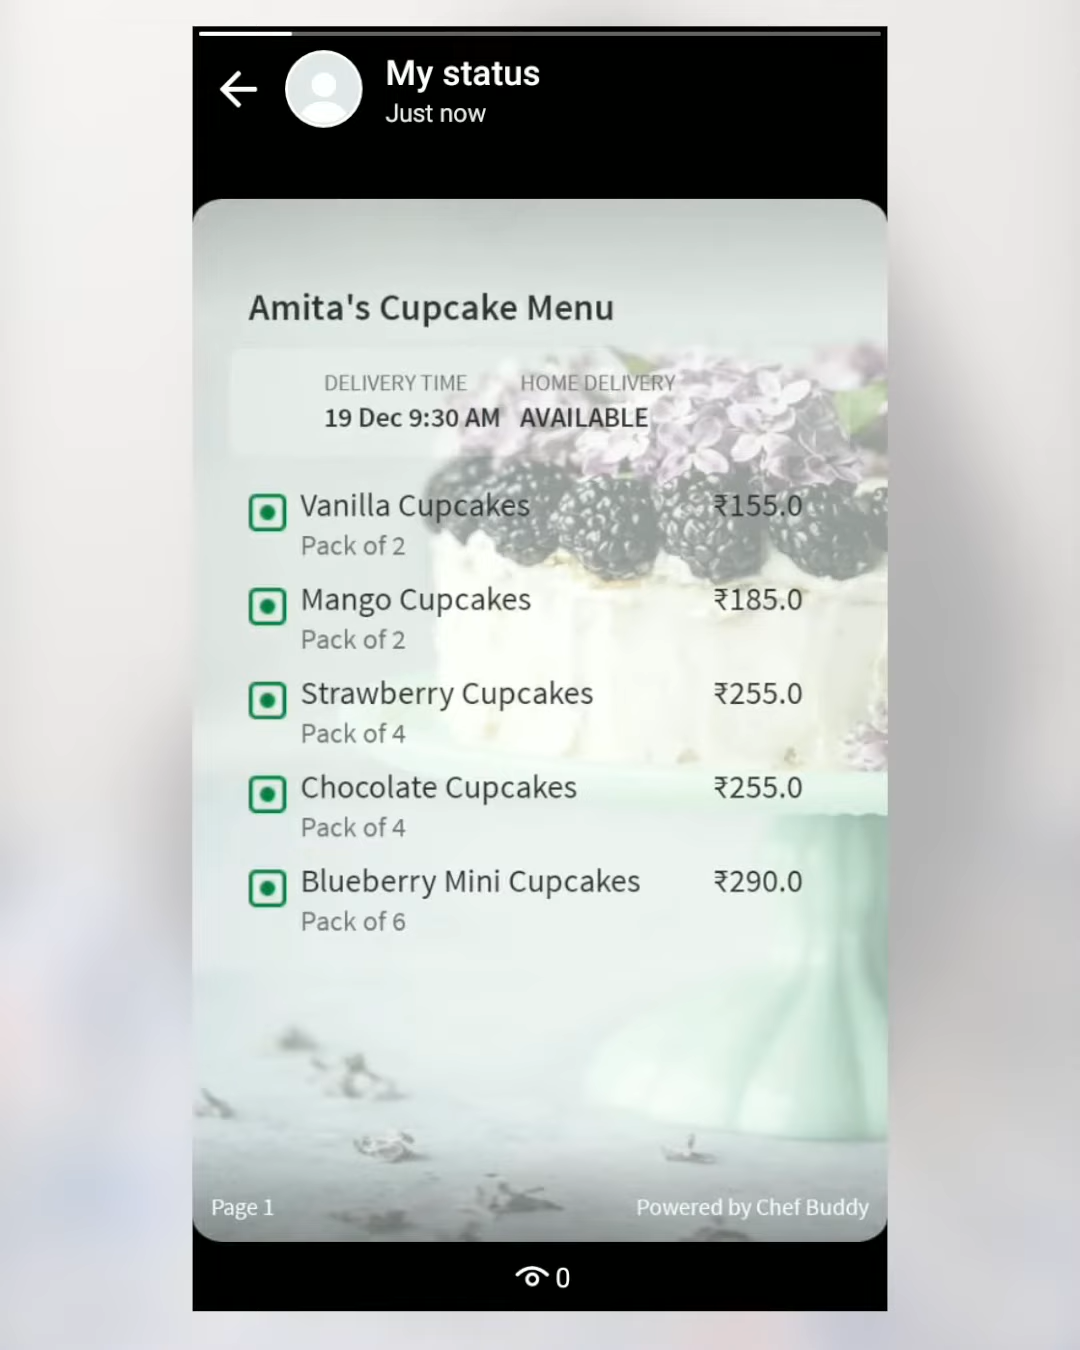 My status
Just now
Amita's Cupcake Menu
DELIVERY TIME HOME DELIVERY
19 Dec 9:30 AM AVAILABLE
Vanilla Cupcakes ₹155.0
Pack of 2
Mango Cupcakes ₹185.0
Pack of 2
Strawberry Cupcakes ₹255.0
Pack of 4
Chocolate Cupcakes ₹255.0
Pack of 4
Blueberry Mini Cupcakes ₹290.0
Pack of 6
Page 1 Powered by Chef Buddy
0